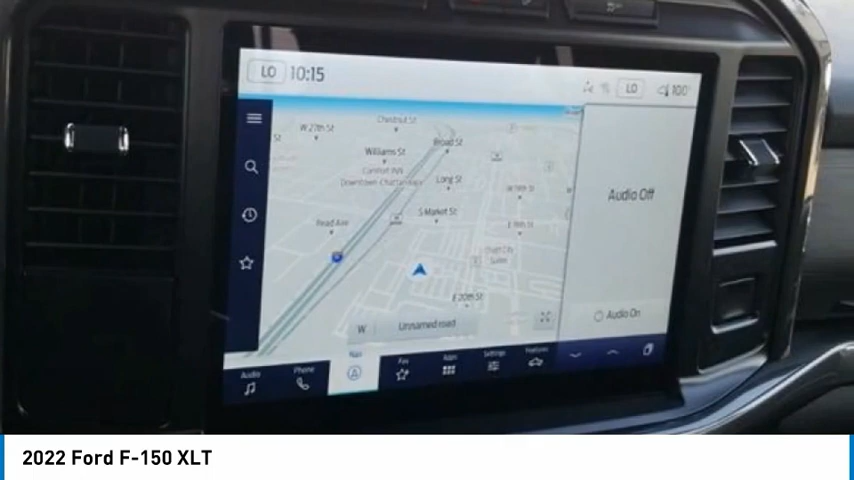 LO 10:15
LO 100°
Chestnut St
W 27th St
St
Broad St
Williams St
Comfort INN
Downtown Chattanooga
Long St
W 19th St
S Market St
Read Ave
E 20th St
W Unnamed road
Audio Off
Audio On
Audio Phone Nav Fav Apps Settings Features
2022 Ford F-150 XLT